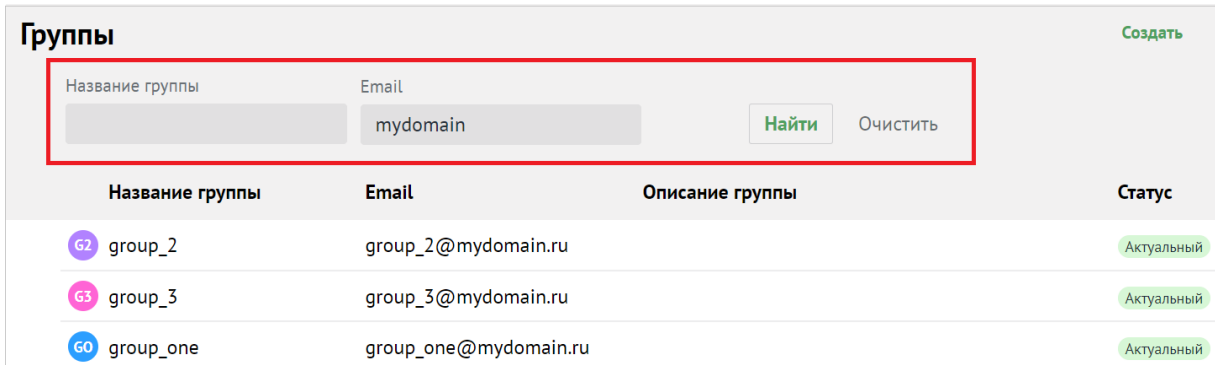 Группы Создать
Название группы Email
mydomain Найти Очистить
Название группы Email Описание группы Статус
G2 group_2 group_2@mydomain.ru Актуальный
G3 group_3 group_3@mydomain.ru Актуальный
GO group_one group_one@mydomain.ru Актуальный